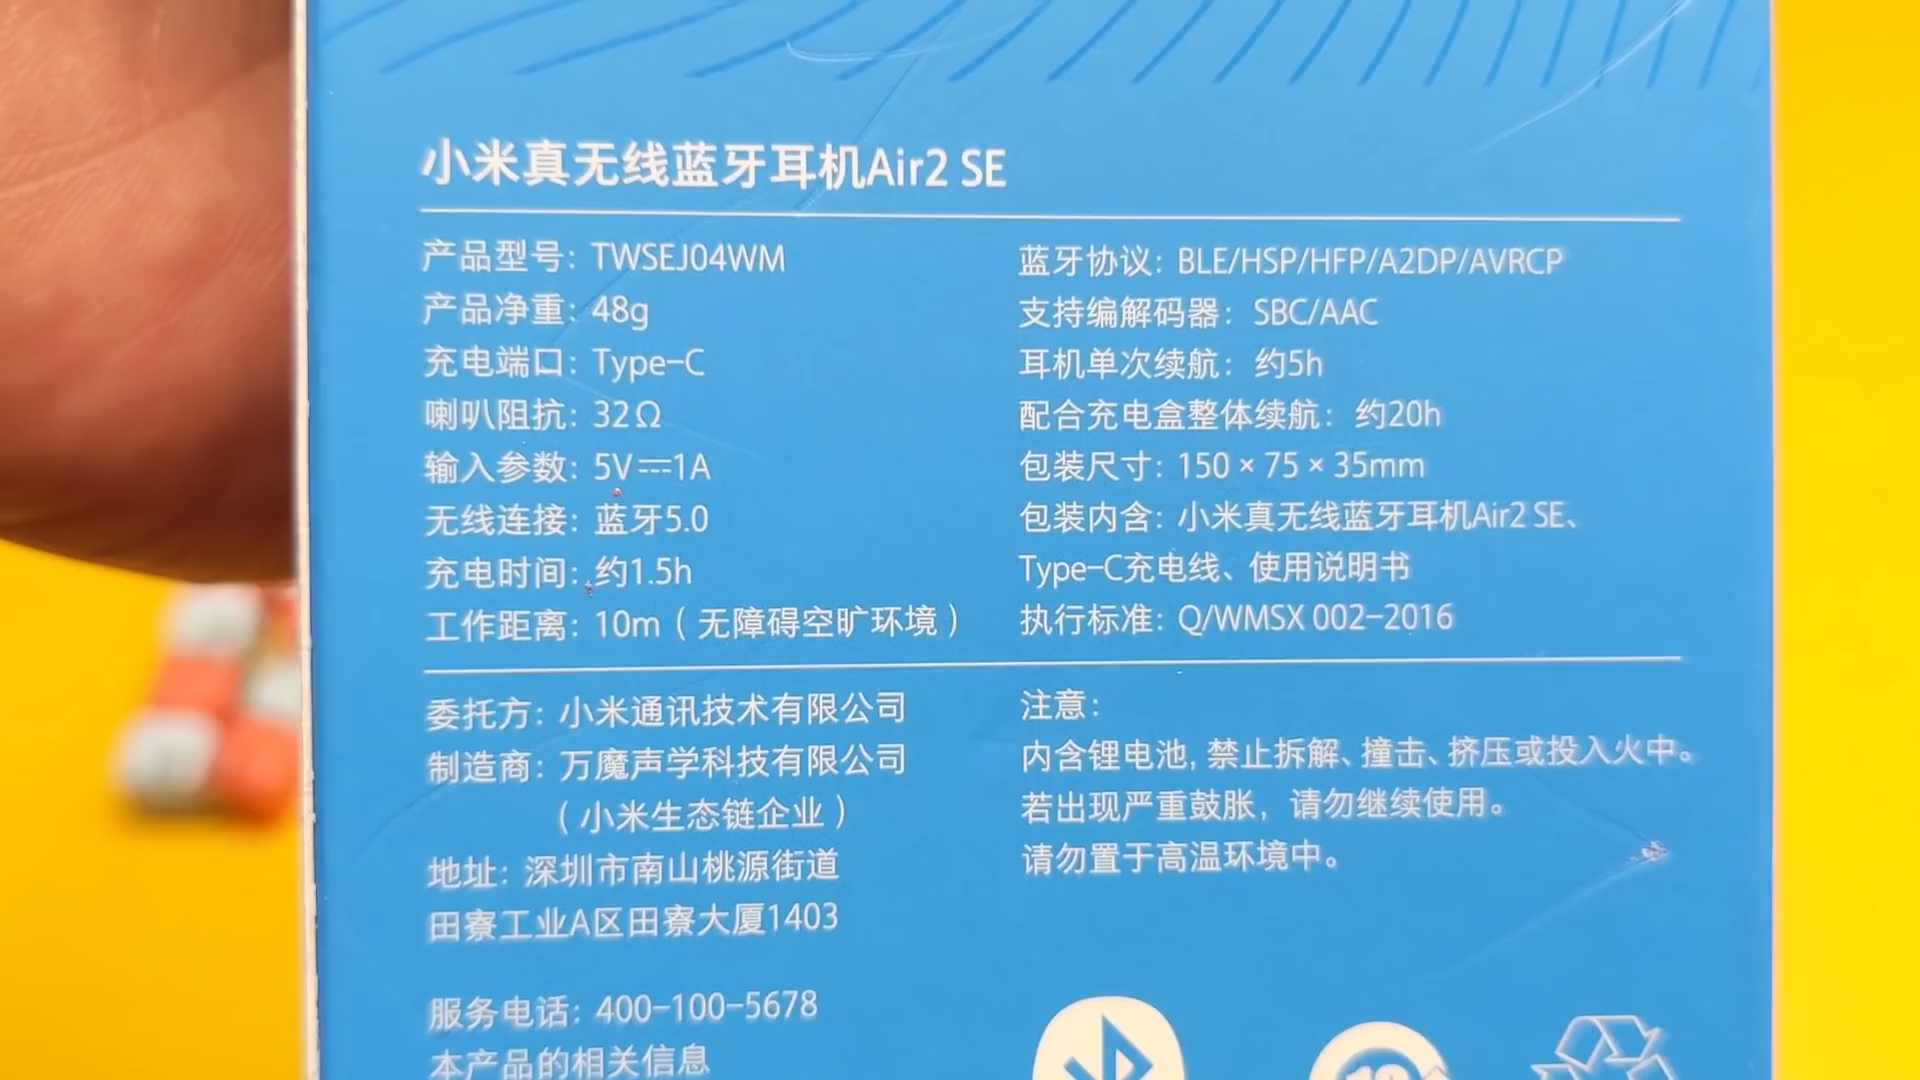 小米真无线蓝牙耳机Air2 SE
产品型号: TWSEJ04WM
产品净重: 48g
充电端口: Type-C
喇叭阻抗: 32Ω
输入参数: 5V⎓1A
无线连接: 蓝牙5.0
充电时间: 约1.5h
工作距离: 10m（无障碍空旷环境）
蓝牙协议: BLE/HSP/HFP/A2DP/AVRCP
支持编解码器: SBC/AAC
耳机单次续航: 约5h
配合充电盒整体续航: 约20h
包装尺寸: 150 × 75 × 35mm
包装内含: 小米真无线蓝牙耳机Air2 SE、
Type-C充电线、使用说明书
执行标准: Q/WMSX 002-2016
委托方: 小米通讯技术有限公司
制造商: 万魔声学科技有限公司
（小米生态链企业）
地址: 深圳市南山桃源街道
田寮工业A区田寮大厦1403
服务电话: 400-100-5678
本产品的相关信息
注意:
内含锂电池, 禁止拆解、撞击、挤压或投入火中。
若出现严重鼓胀, 请勿继续使用。
请勿置于高温环境中。